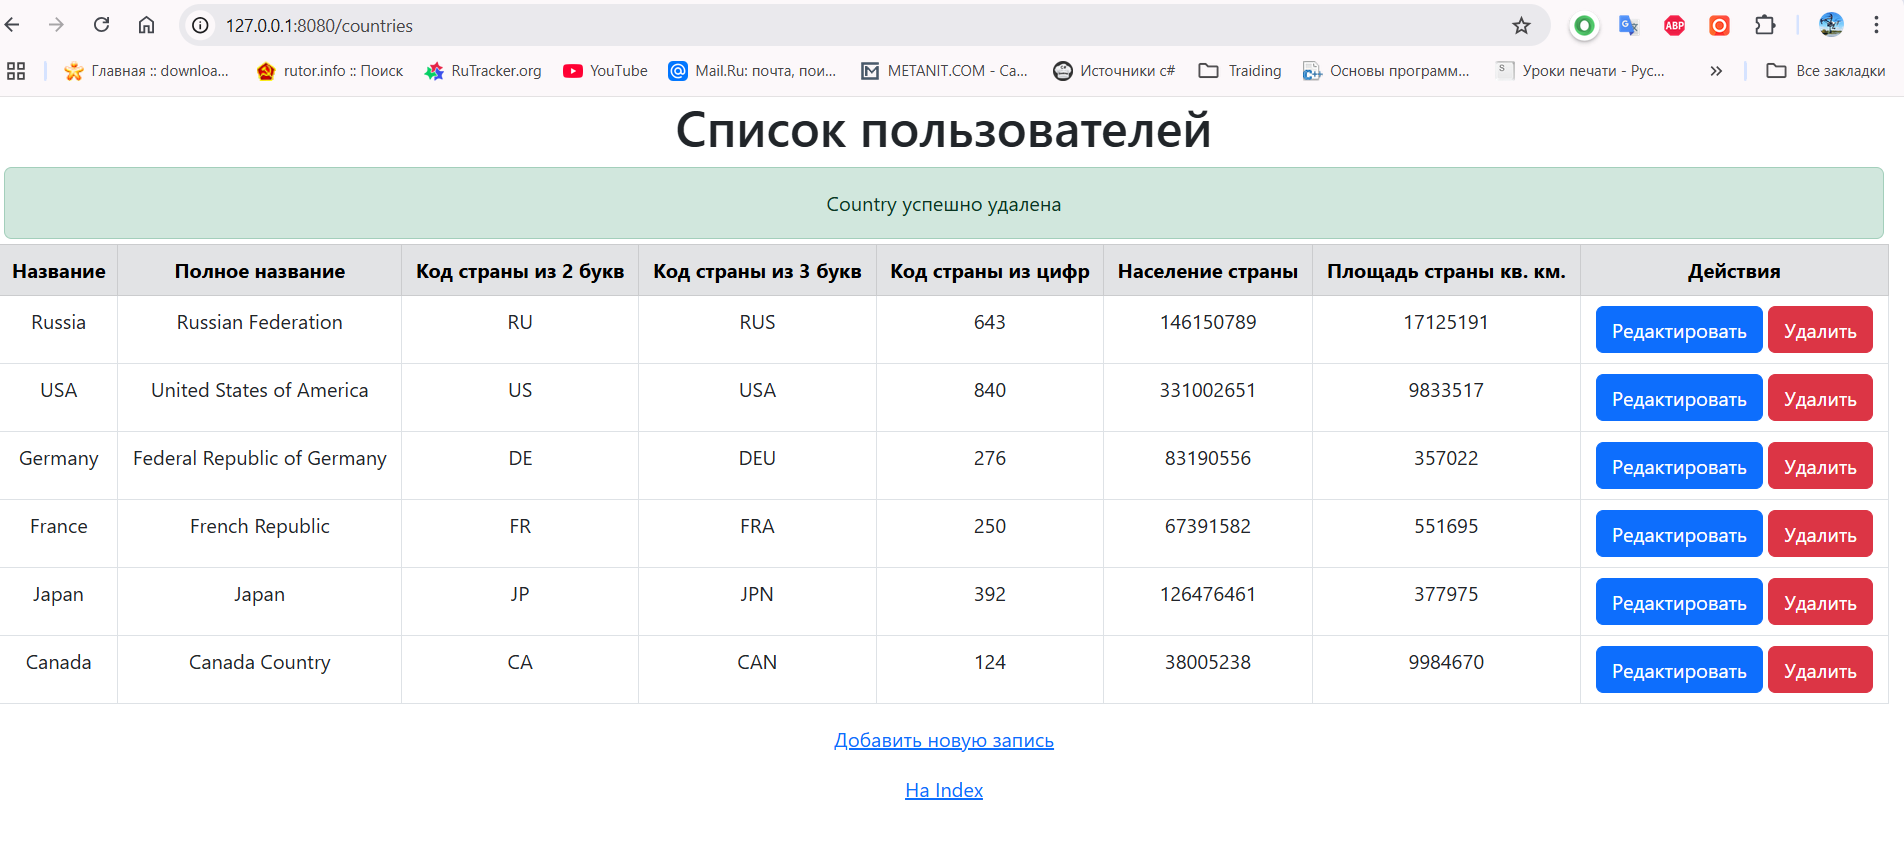 127.0.0.1:8080/countries
ABP
Главная :: downloa...
rutor.info :: Поиск
RuTracker.org
YouTube
Mail.Ru: почта, пои...
METANIT.COM - Са...
Источники c#
Traiding
Основы програмm...
Уроки печати - Рус...
Все закладки
Список пользователей
Country успешно удалена
Название Полное название Код страны из 2 букв Код страны из 3 букв Код страны из цифр Население страны Площадь страны кв. км. Действия
Russia Russian Federation RU RUS 643 146150789 17125191 Редактировать Удалить
USA United States of America US USA 840 331002651 9833517 Редактировать Удалить
Germany Federal Republic of Germany DE DEU 276 83190556 357022 Редактировать Удалить
France French Republic FR FRA 250 67391582 551695 Редактировать Удалить
Japan Japan JP JPN 392 126476461 377975 Редактировать Удалить
Canada Canada Country CA CAN 124 38005238 9984670 Редактировать Удалить
Добавить новую запись
На Index